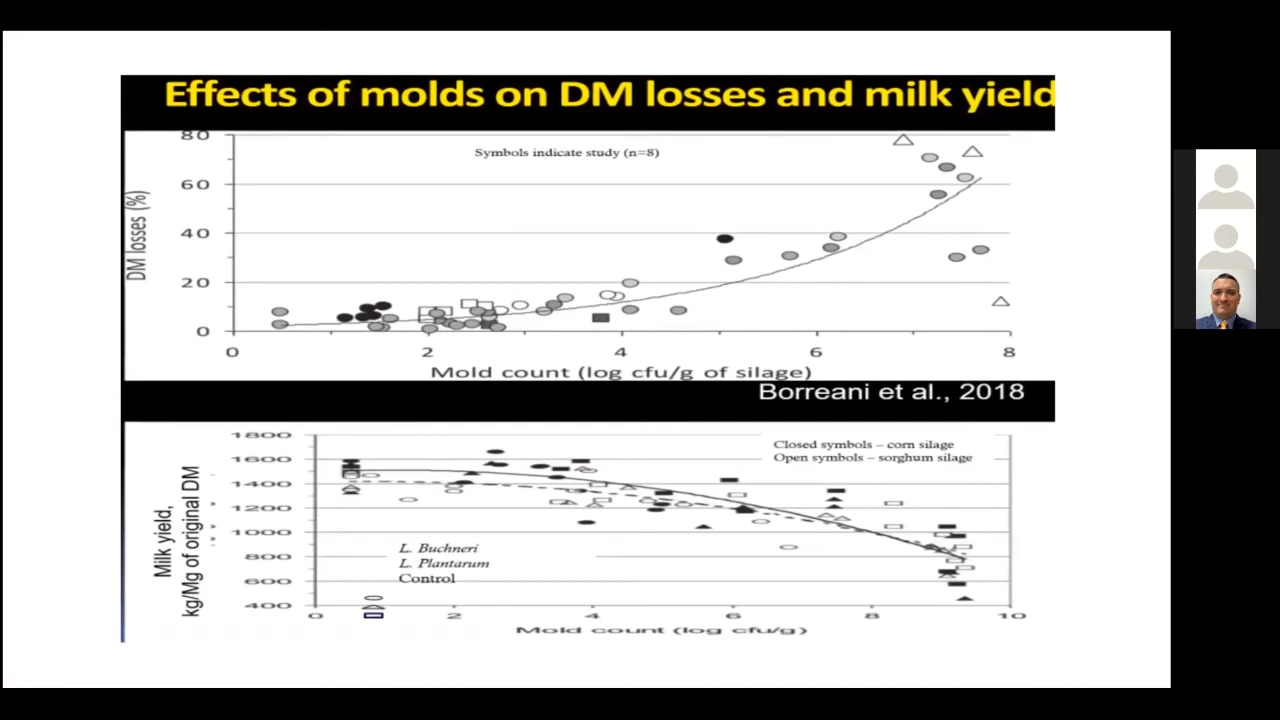 Effects of molds on DM losses and milk yield
Symbols indicate study (n=8)
DM losses (%)
80
60
40
20
0
0 2 4 6 8
Mold count (log cfu/g of silage)
Borreani et al., 2018
Closed symbols – corn silage
Open symbols – sorghum silage
Milk yield,
kg/Mg of original DM
1800
1600
1400
1200
1000
800
600
400
L. Buchneri
L. Plantarum
Control
0 2 4 6 8 10
Mold count (log cfu/g)